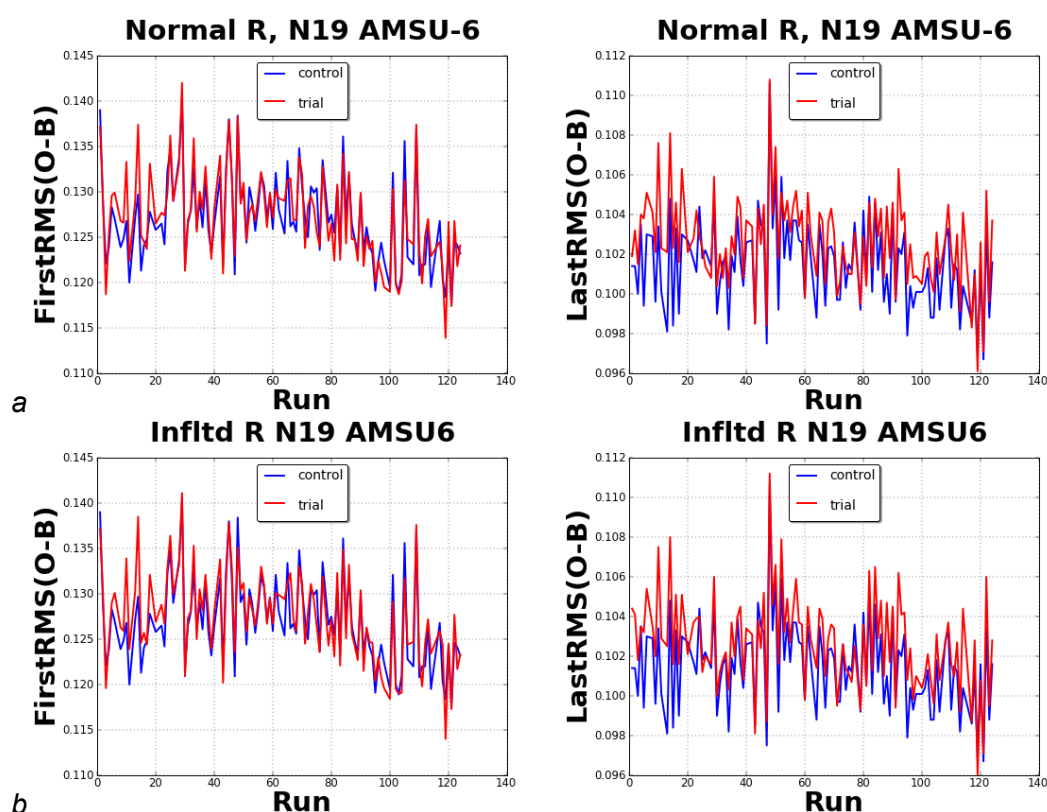 Normal R, N19 AMSU-6
0.145
0.140
0.135
0.130
0.125
0.120
0.115
0.110
FirstRMS(O-B)
control
trial
0 20 40 60 80 100 120 140
Run
Normal R, N19 AMSU-6
0.112
0.110
0.108
0.106
0.104
0.102
0.100
0.098
0.096
LastRMS(O-B)
control
trial
0 20 40 60 80 100 120 140
Run
a
Infltd R N19 AMSU6
0.145
0.140
0.135
0.130
0.125
0.120
0.115
0.110
FirstRMS(O-B)
control
trial
0 20 40 60 80 100 120 140
Run
Infltd R N19 AMSU6
0.112
0.110
0.108
0.106
0.104
0.102
0.100
0.098
0.096
LastRMS(O-B)
control
trial
0 20 40 60 80 100 120 140
Run
b